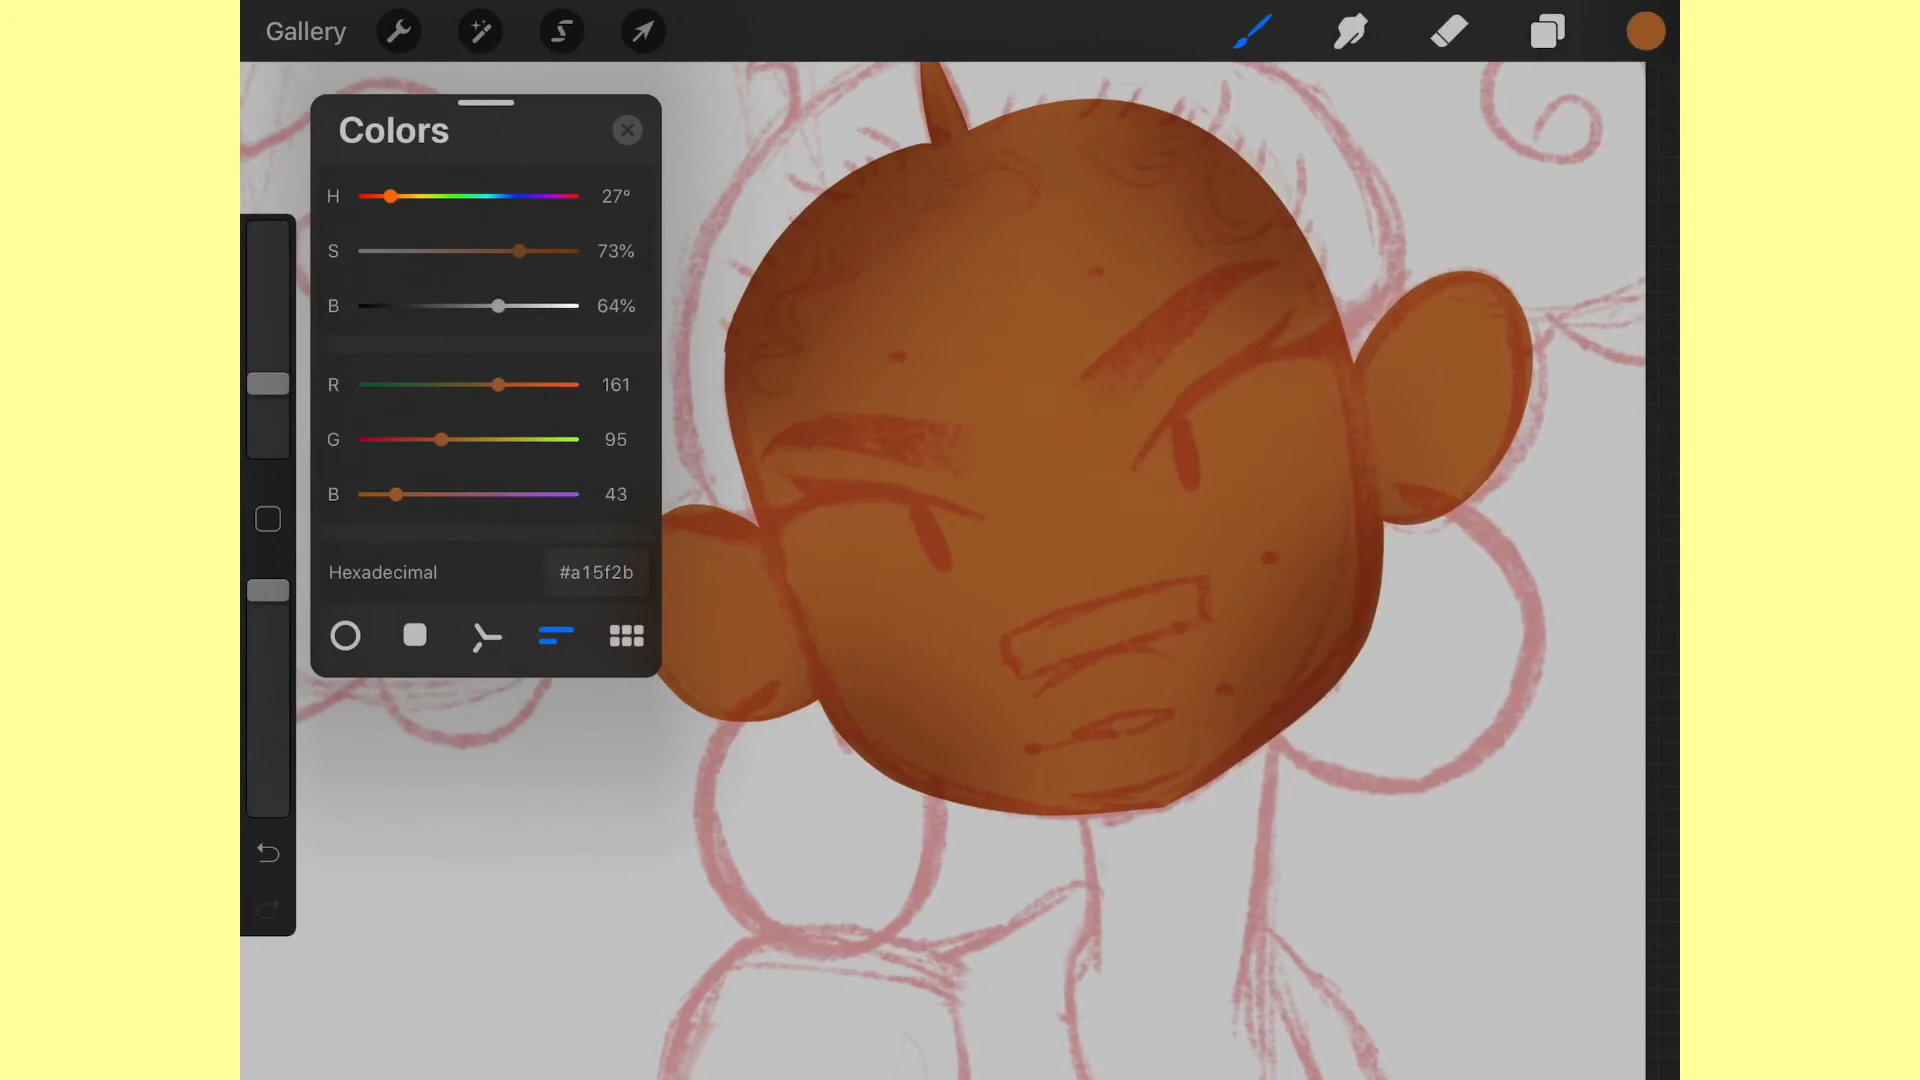 Gallery
Colors
H 27°
S 73%
B 64%
R 161
G 95
B 43
Hexadecimal #a15f2b